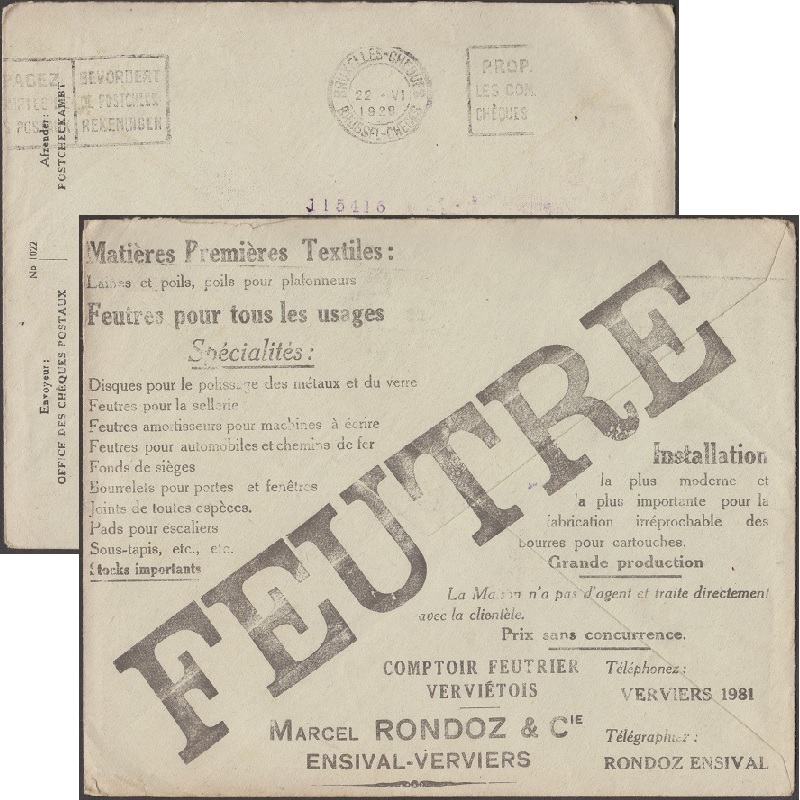 PAGEZ
BEVORDERT
DE POSTCHECK-
REKENINGEN
BRUXELLES-CHEQUES
22 - VI
1929
BRUSSEL-CHECKS
PROP.
LES COM.
CHÈQUES
Afzender:
POSTCHECKAMBT
115416
No 1022
Envoyeur:
OFFICE DES CHÈQUES POSTAUX
Matières Premières Textiles:
Laines et poils, poils pour plafonneurs
Feutres pour tous les usages
Spécialités:
Disques pour le polissage des métaux et du verre
Feutres pour la sellerie
Feutres amortisseurs pour machines à écrire
Feutres pour automobiles et chemins de fer
Fonds de sièges
Bourrelets pour portes et fenêtres
Joints de toutes espèces.
Pads pour escaliers
Sous-tapis, etc., etc.
Stocks importants
FEUTRE
Installation
la plus moderne et
la plus importante pour la
fabrication irréprochable des
bourres pour cartouches.
Grande production
La Maison n'a pas d'agent et traite directement
avec la clientèle.
Prix sans concurrence.
COMPTOIR FEUTRIER
VERVIÉTOIS
MARCEL RONDOZ & CIE
ENSIVAL-VERVIERS
Téléphonez:
VERVIERS 1981
Télégraphier:
RONDOZ ENSIVAL